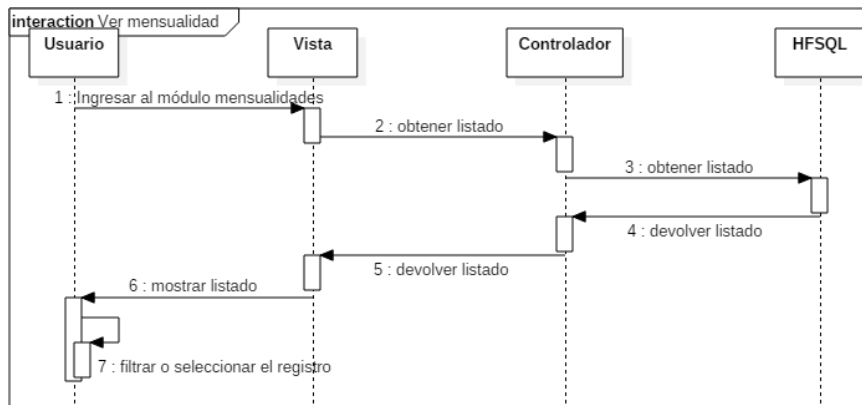 interaction Ver mensualidad
Usuario
Vista
Controlador
HFSQL
1 : Ingresar al módulo mensualidades
2 : obtener listado
3 : obtener listado
4 : devolver listado
5 : devolver listado
6 : mostrar listado
7 : filtrar o seleccionar el registro